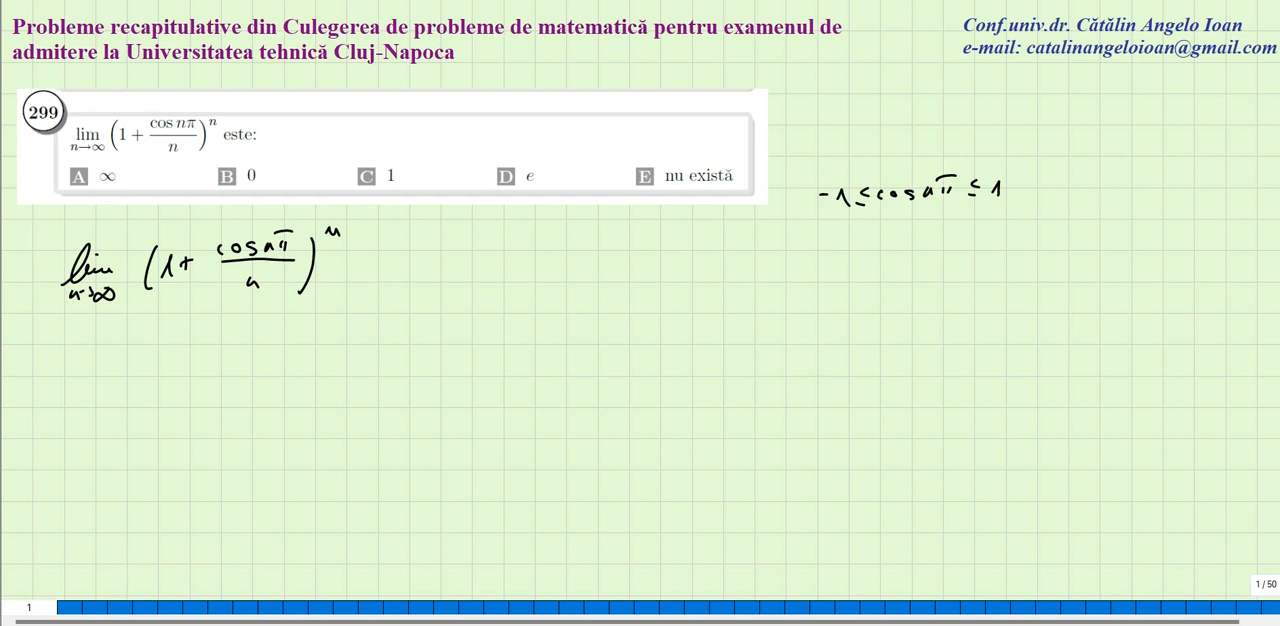 Probleme recapitulative din Culegerea de probleme de matematică pentru examenul de
admitere la Universitatea tehnică Cluj-Napoca
Conf.univ.dr. Cătălin Angelo Ioan
e-mail: catalinangeloioan@gmail.com
299
lim n→∞ (1 + cos nπ / n)^n este:
A ∞ B 0 C 1 D e E nu există
-1 ≤ cos nπ ≤ 1
lim n→∞ (1 + cos nπ / n)^n
1 / 50
1